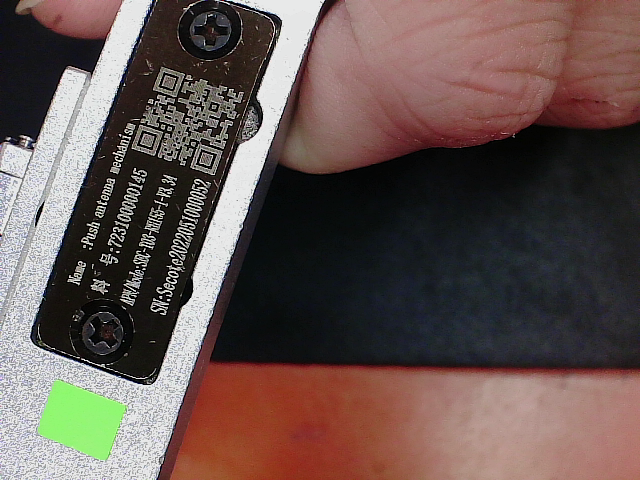 Name :Push antenna mechanism
料 号:723100000145
SN:Secote20220510000052